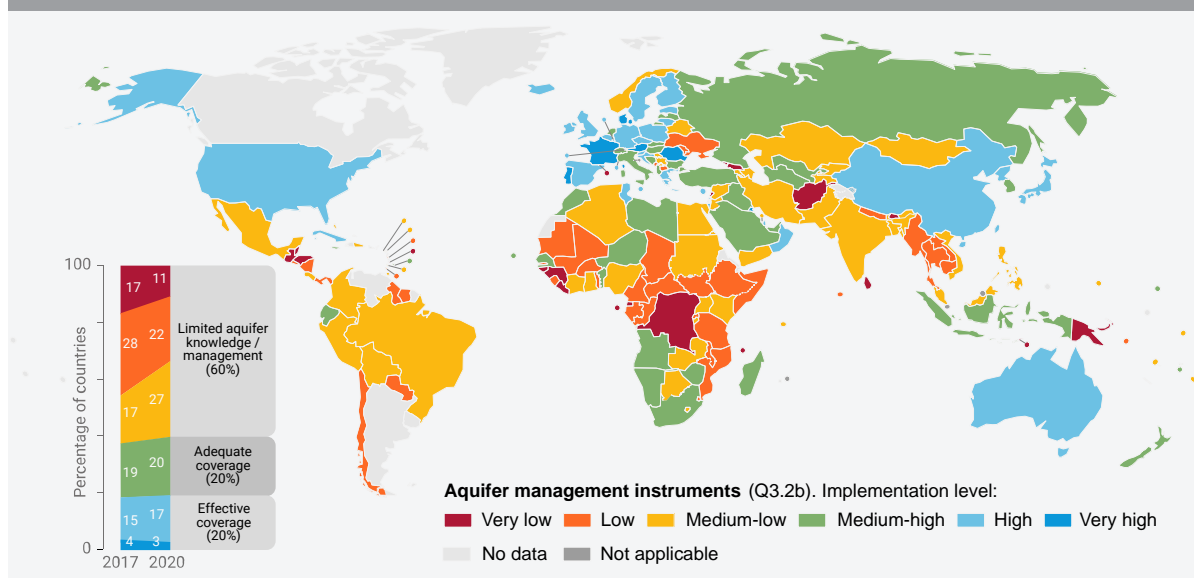 100
17 11
28 22
17 27
19 20
15 17
4 3
0
2017 2020
Percentage of countries
Limited aquifer
knowledge /
management
(60%)
Adequate
coverage
(20%)
Effective
coverage
(20%)
Aquifer management instruments (Q3.2b). Implementation level:
Very low Low Medium-low Medium-high High Very high
No data Not applicable